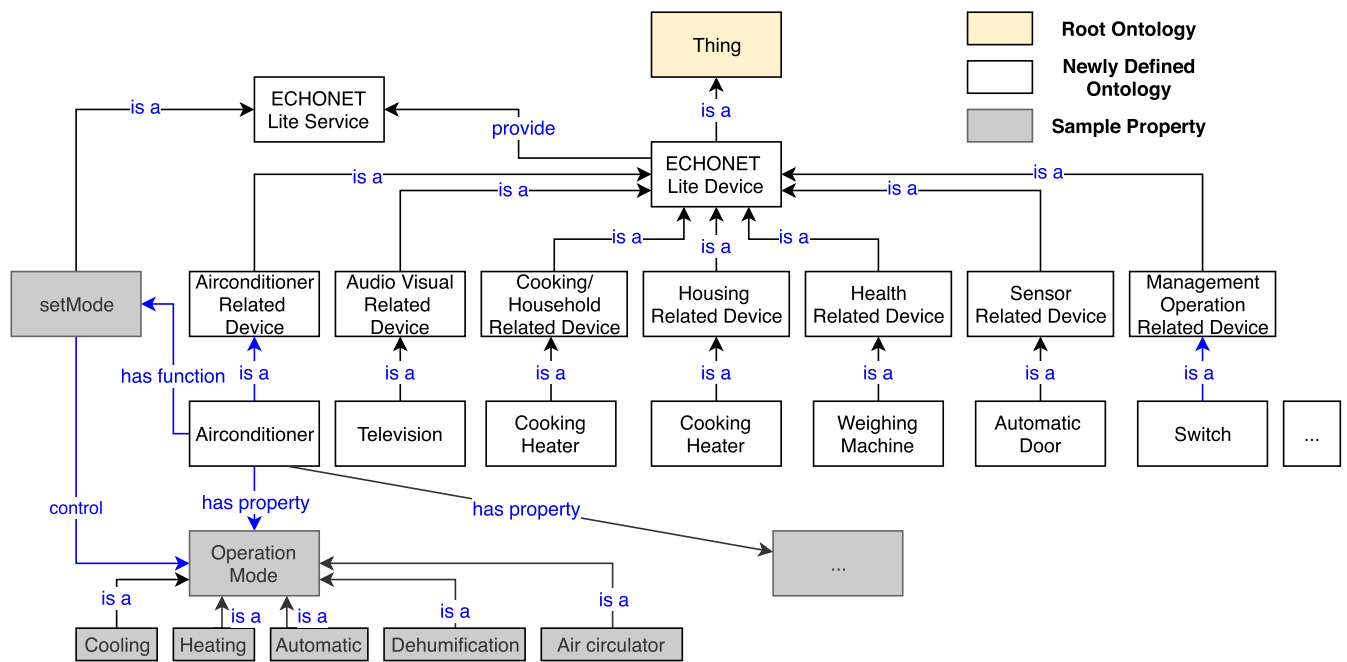 Thing
Root Ontology
Newly Defined
Ontology
Sample Property
ECHONET
Lite Service
is a
is a
provide
ECHONET
Lite Device
is a
is a
is a
is a
is a
is a
is a
setMode
Airconditioner
Related
Device
Audio Visual
Related
Device
Cooking/
Household
Related Device
Housing
Related Device
Health
Related Device
Sensor
Related Device
Management
Operation
Related Device
has function
is a
is a
is a
is a
is a
is a
is a
Airconditioner
Television
Cooking
Heater
Cooking
Heater
Weighing
Machine
Automatic
Door
Switch
...
control
has property
has property
Operation
Mode
...
is a
is a
is a
is a
is a
Cooling
Heating
Automatic
Dehumification
Air circulator